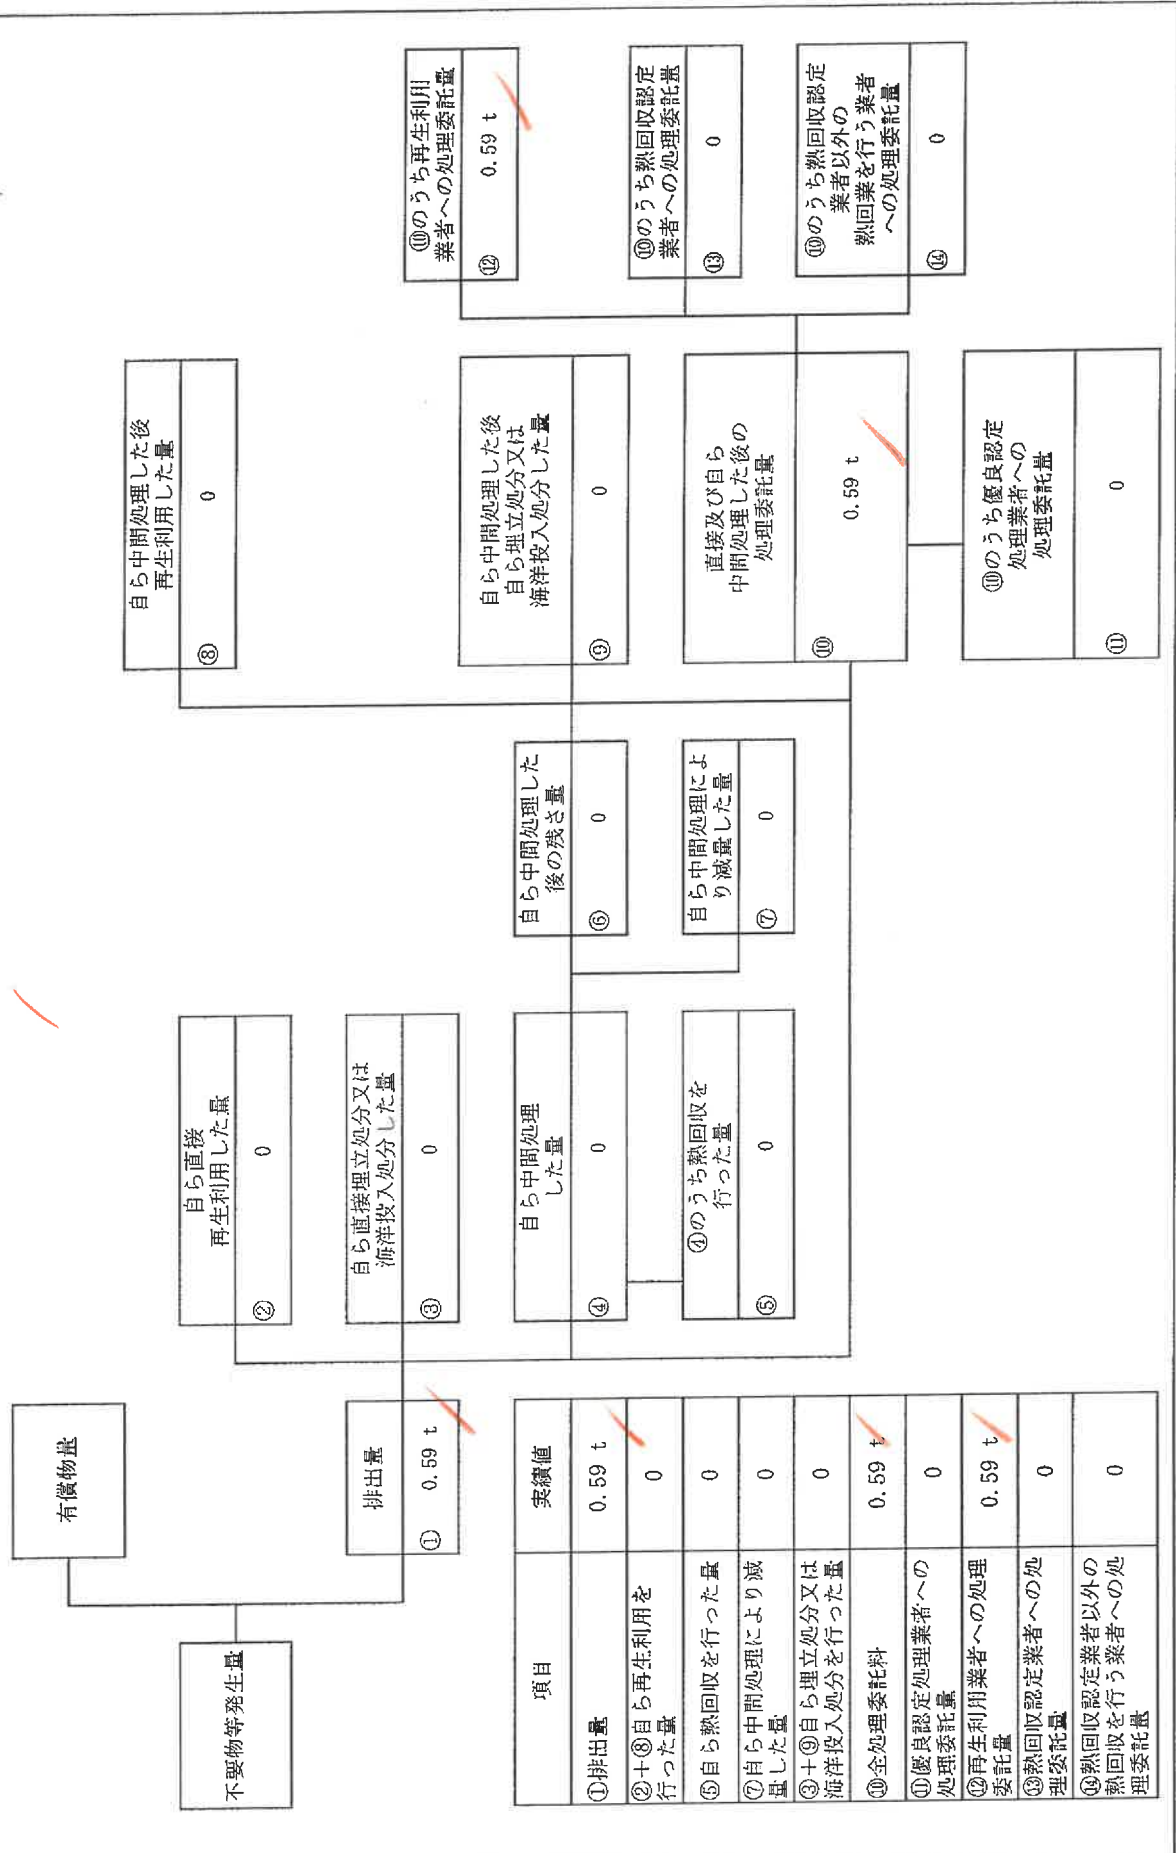 有償物量
不要物等発生量
排出量
① 0.59 t
自ら直接
再生利用した量
② 0
自ら直接埋立処分又は
海洋投入処分した量
③ 0
自ら中間処理
した量
④ 0
④のうち熱回収を
行った量
⑤ 0
自ら中間処理した
後の残さ量
⑥ 0
自ら中間処理によ
り減量した量
⑦ 0
自ら中間処理した後
再生利用した量
⑧ 0
自ら中間処理した後
自ら埋立処分又は
海洋投入処分した量
⑨ 0
直接及び自ら
中間処理した後の
処理委託量
⑩ 0.59 t
⑩のうち優良認定
処理業者への
処理委託量
⑪ 0
⑩のうち再生利用
業者への処理委託量
⑫ 0.59 t
⑩のうち熱回収認定
業者への処理委託量
⑬ 0
⑩のうち熱回収認定
業者以外の
熱回業を行う業者
への処理委託量
⑭ 0
項目 実績値
①排出量 0.59 t
②+⑧自ら再生利用を
行った量 0
⑤自ら熱回収を行った量 0
⑦自ら中間処理により減
量した量 0
③+⑨自ら埋立処分又は
海洋投入処分を行った量 0
⑩全処理委託料 0.59 t
⑪優良認定処理業者への
処理委託量 0
⑫再生利用業者への処理
委託量 0.59 t
⑬熱回収認定業者への処
理委託量 0
⑭熱回収認定業者以外の
熱回収を行う業者への処
理委託量 0